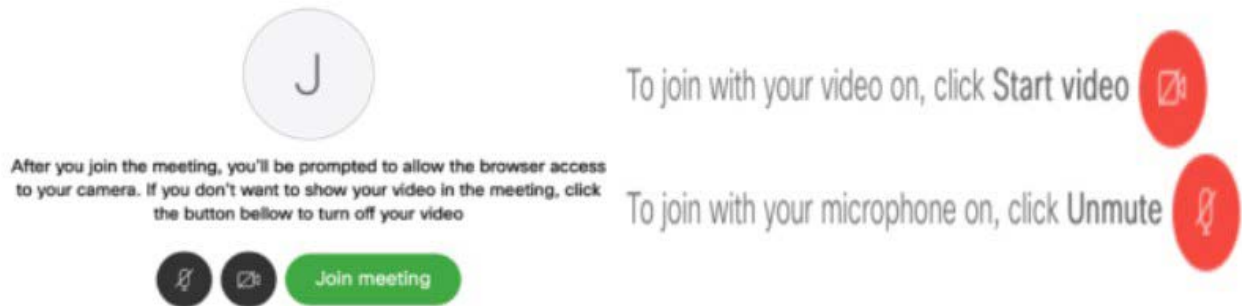 J
After you join the meeting, you'll be prompted to allow the browser access
to your camera. If you don't want to show your video in the meeting, click
the button bellow to turn off your video
Join meeting
To join with your video on, click Start video
To join with your microphone on, click Unmute